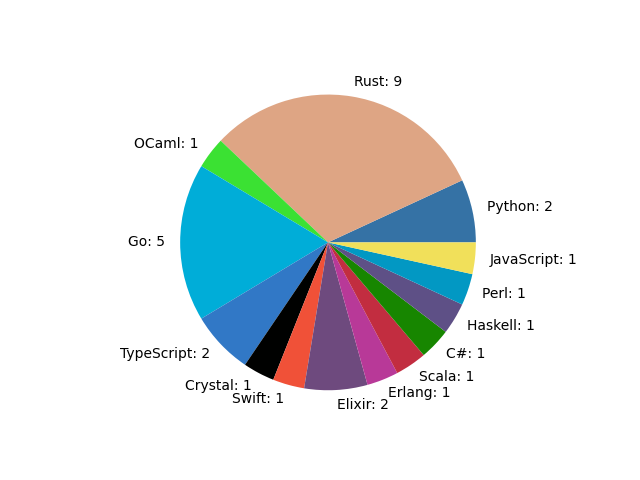 Rust: 9
OCaml: 1
Python: 2
Go: 5
JavaScript: 1
Perl: 1
Haskell: 1
TypeScript: 2
C#: 1
Scala: 1
Crystal: 1
Erlang: 1
Swift: 1
Elixir: 2